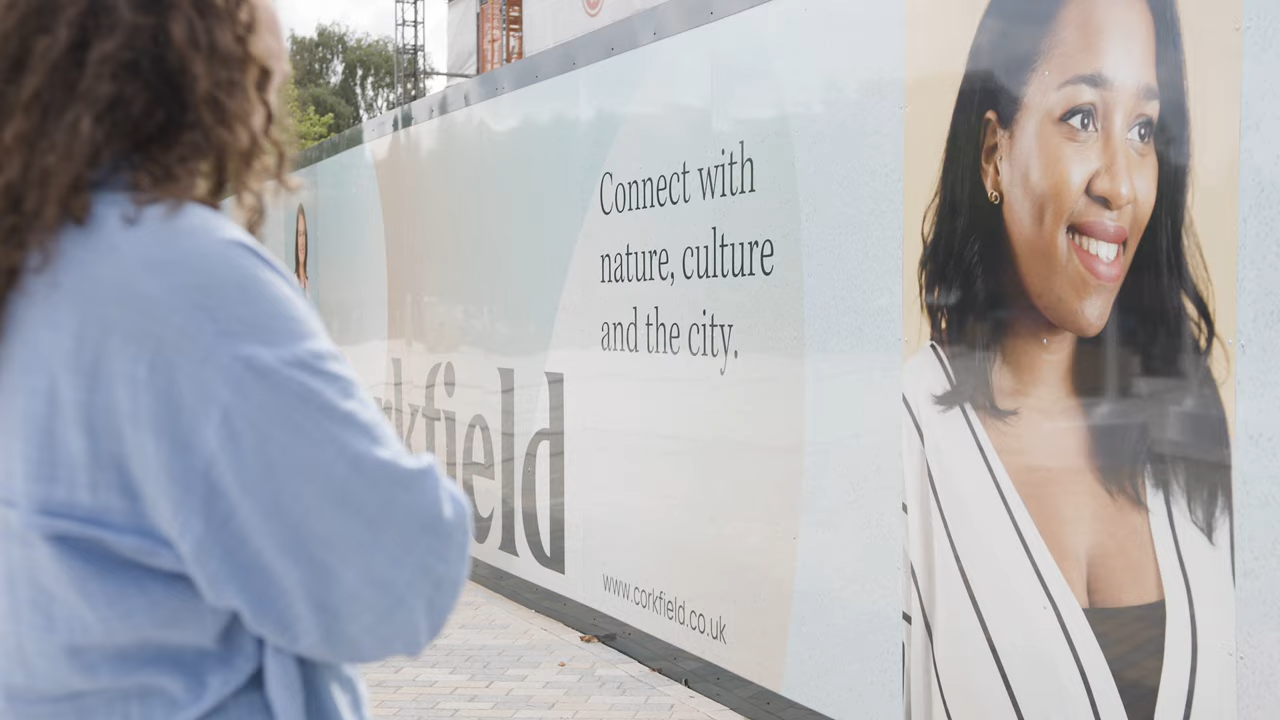 Connect with
nature, culture
and the city.
rkfield
www.corkfield.co.uk